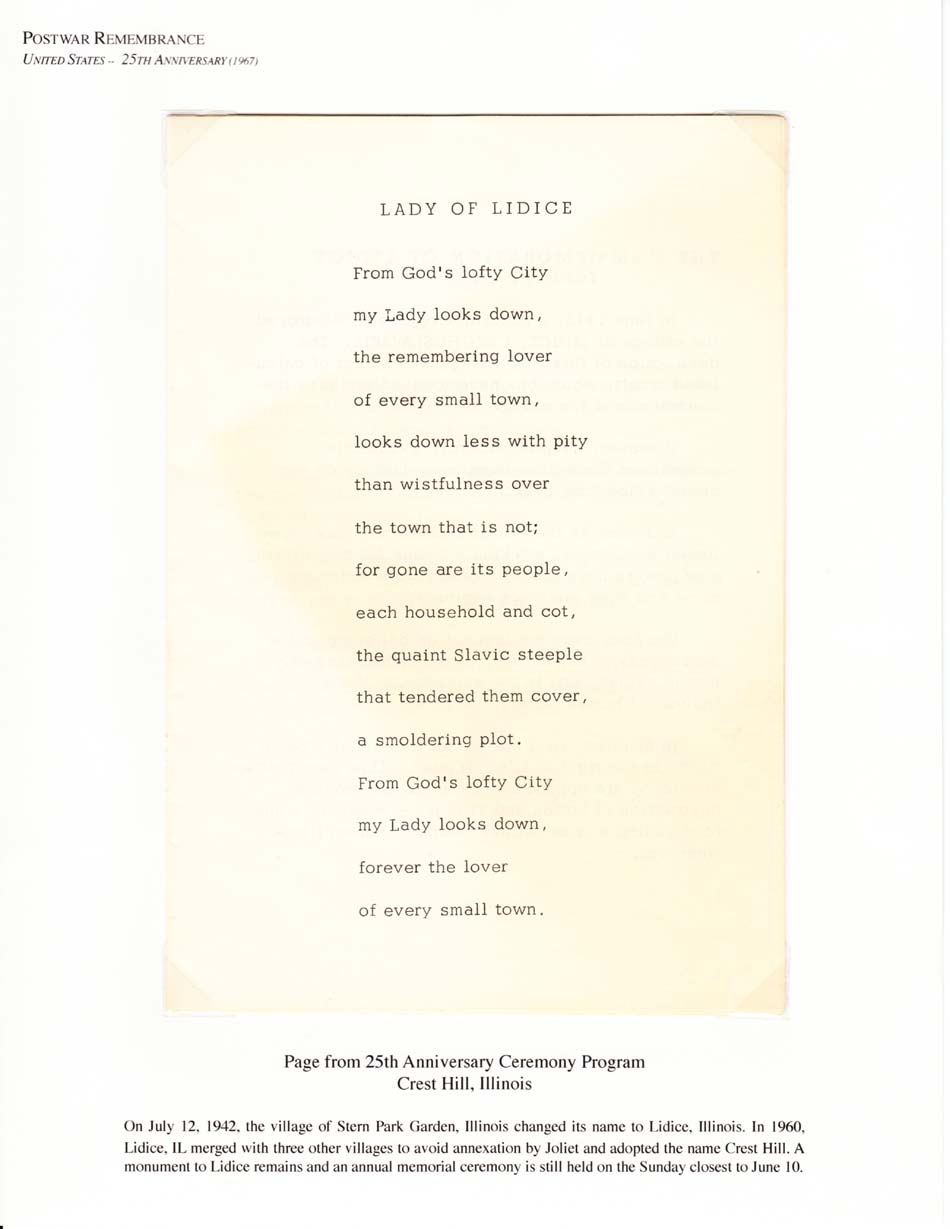 POSTWAR REMEMBRANCE
UNITED STATES -- 25TH ANNIVERSARY (1967)
LADY OF LIDICE
From God's lofty City
my Lady looks down,
the remembering lover
of every small town,
looks down less with pity
than wistfulness over
the town that is not;
for gone are its people,
each household and cot,
the quaint Slavic steeple
that tendered them cover,
a smoldering plot.
From God's lofty City
my Lady looks down,
forever the lover
of every small town.
Page from 25th Anniversary Ceremony Program
Crest Hill, Illinois
On July 12, 1942, the village of Stern Park Garden, Illinois changed its name to Lidice, Illinois. In 1960,
Lidice, IL merged with three other villages to avoid annexation by Joliet and adopted the name Crest Hill. A
monument to Lidice remains and an annual memorial ceremony is still held on the Sunday closest to June 10.